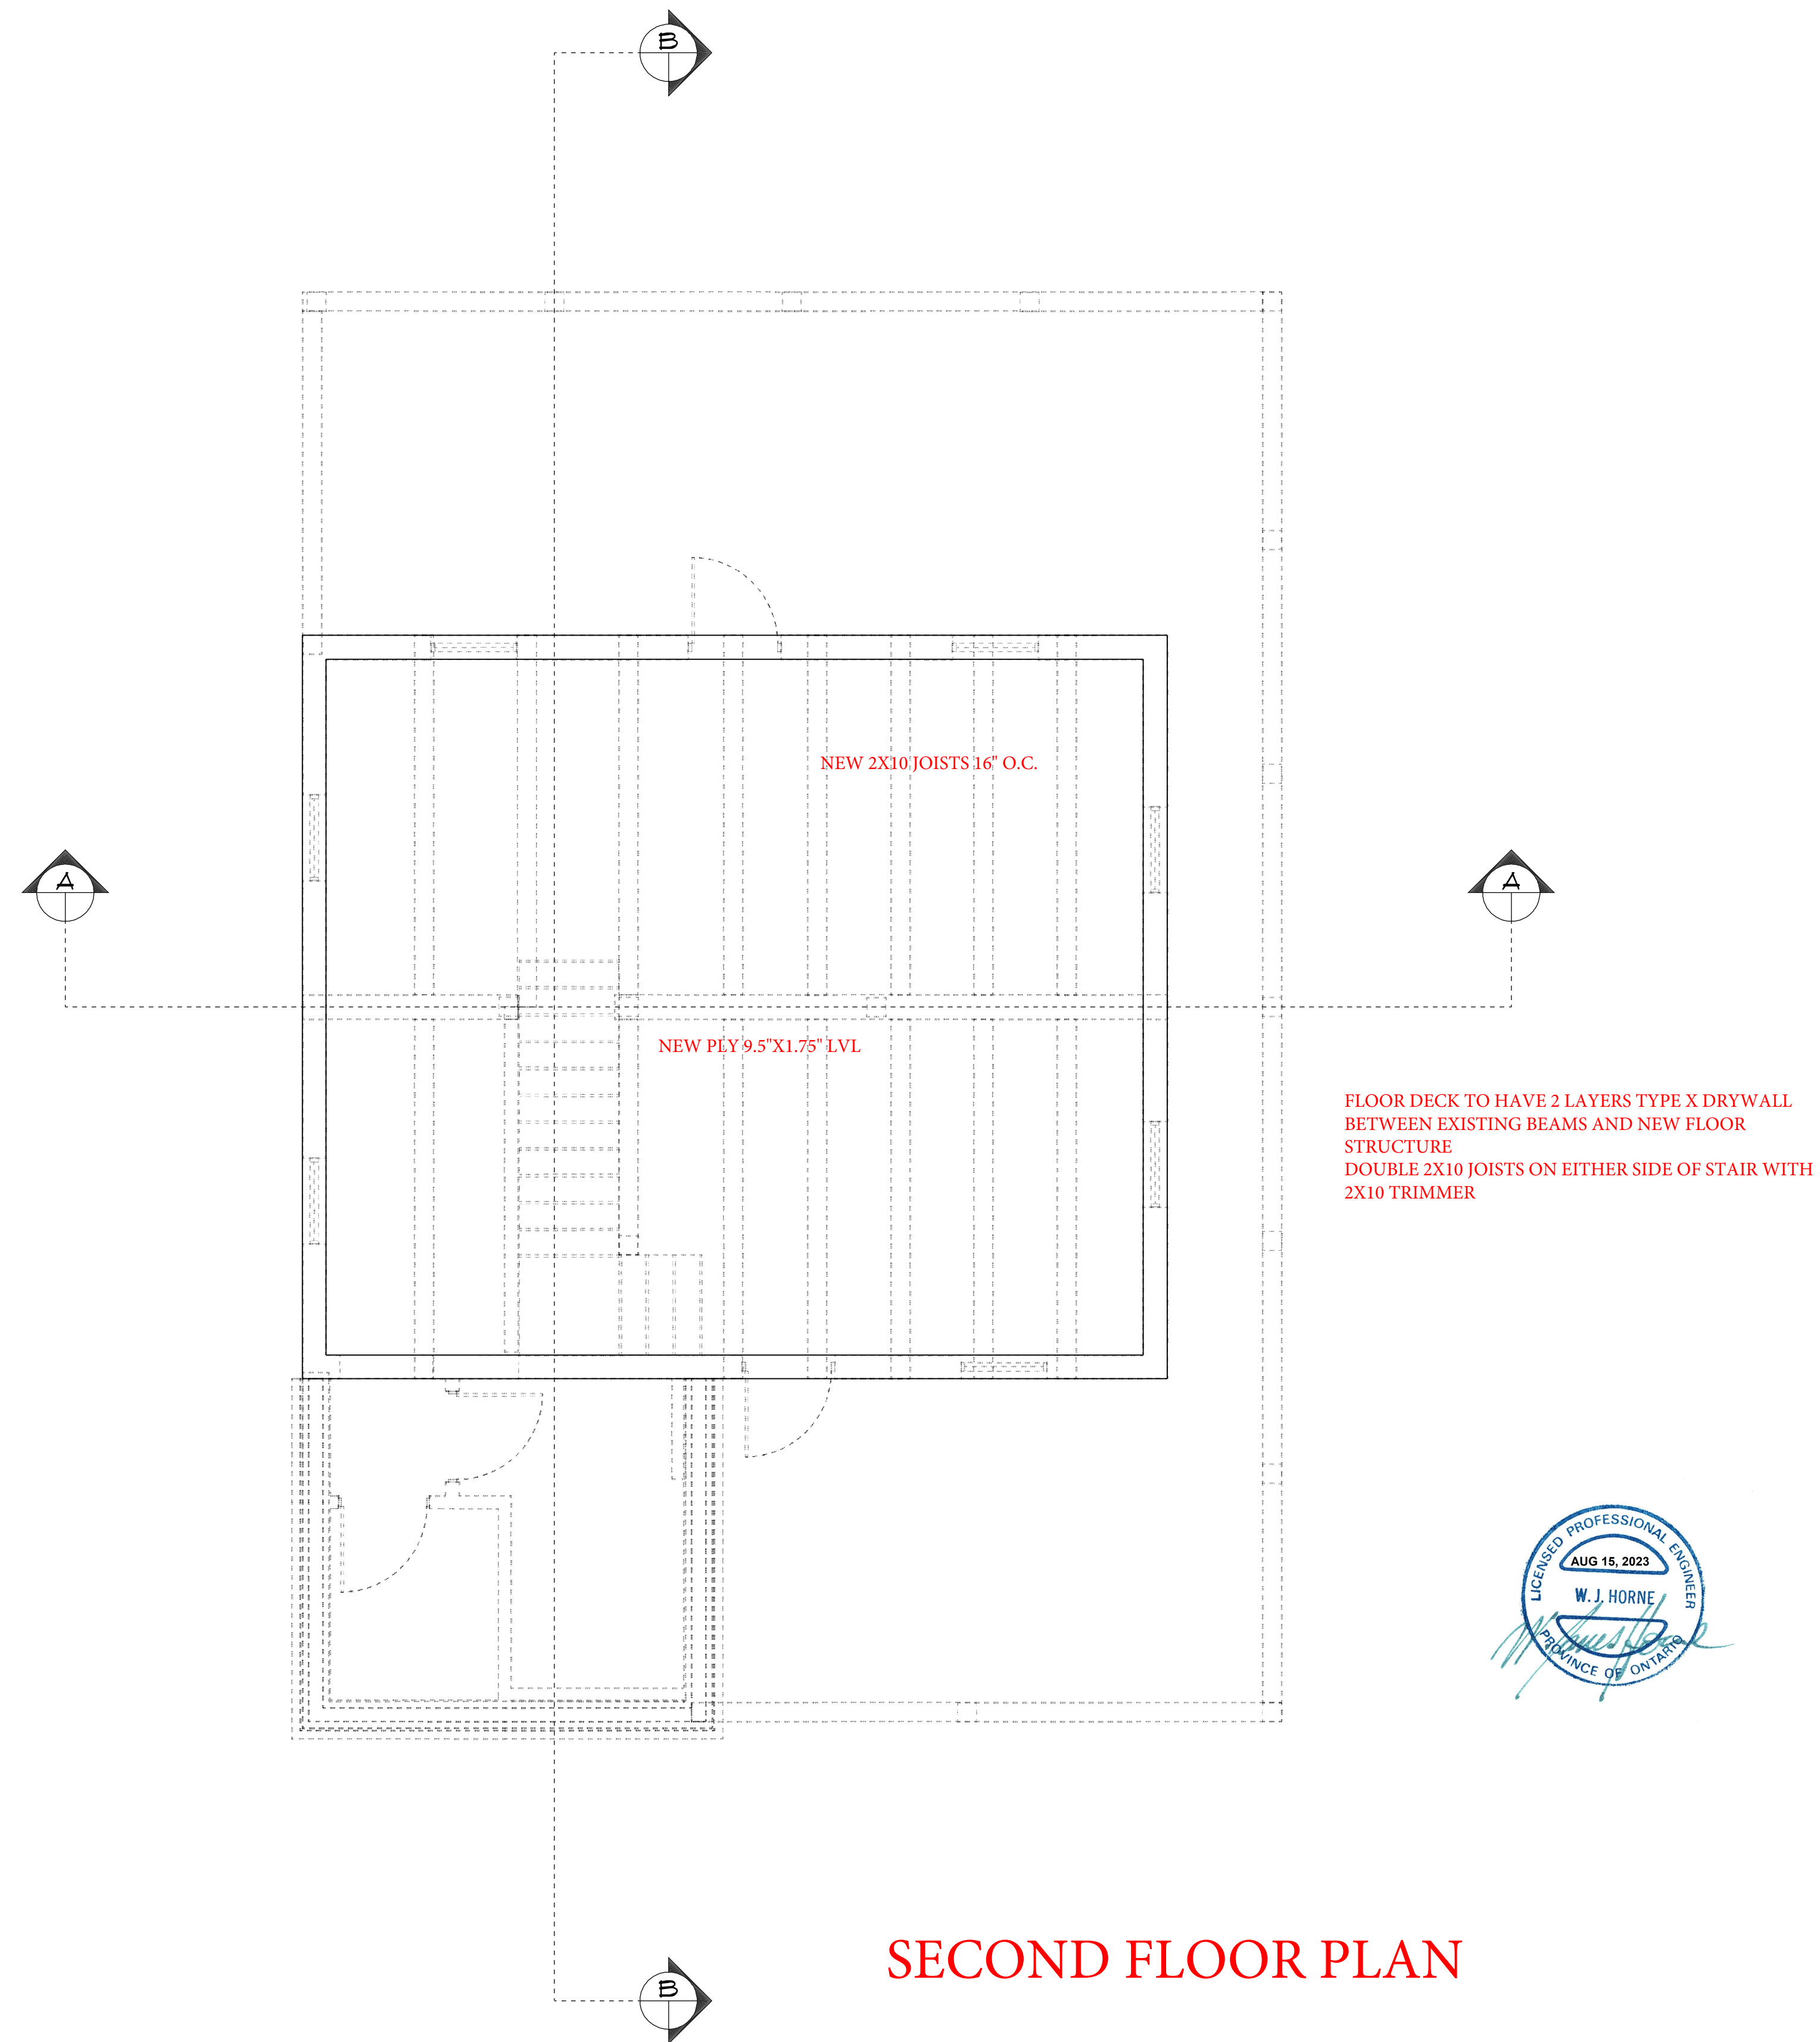 B
NEW 2X10 JOISTS 16" O.C.
A
A
NEW PLY 9.5"X1.75" LVL
FLOOR DECK TO HAVE 2 LAYERS TYPE X DRYWALL
BETWEEN EXISTING BEAMS AND NEW FLOOR
STRUCTURE
DOUBLE 2X10 JOISTS ON EITHER SIDE OF STAIR WITH
2X10 TRIMMER
LICENSED PROFESSIONAL ENGINEER
AUG 15, 2023
W. J. HORNE
PROVINCE OF ONTARIO
SECOND FLOOR PLAN
B